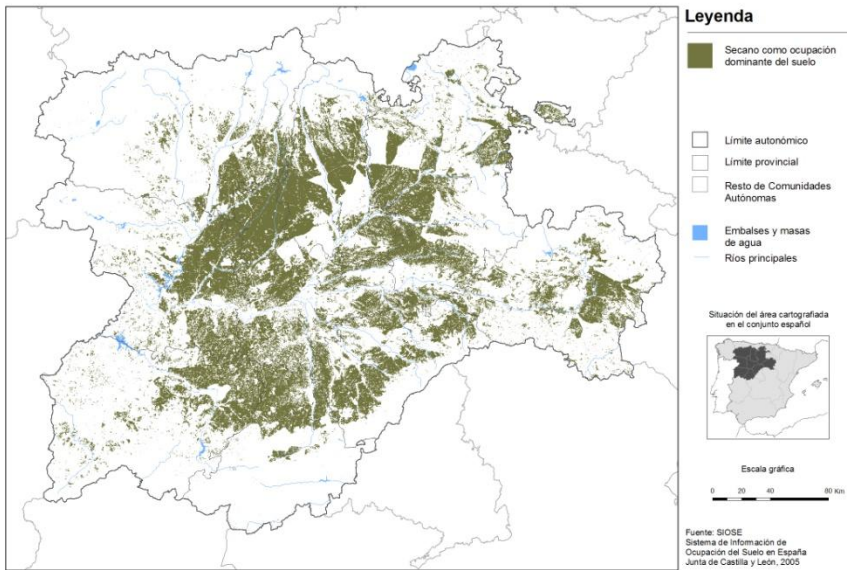 Leyenda
Secano como ocupación
dominante del suelo
Límite autonómico
Límite provincial
Resto de Comunidades
Autónomas
Embalses y masas
de agua
Ríos principales
Situación del área cartografiada
en el conjunto español
Escala gráfica
0 20 40 80 Km
Fuente: SIOSE
Sistema de Información de
Ocupación del Suelo en España
Junta de Castilla y León, 2005